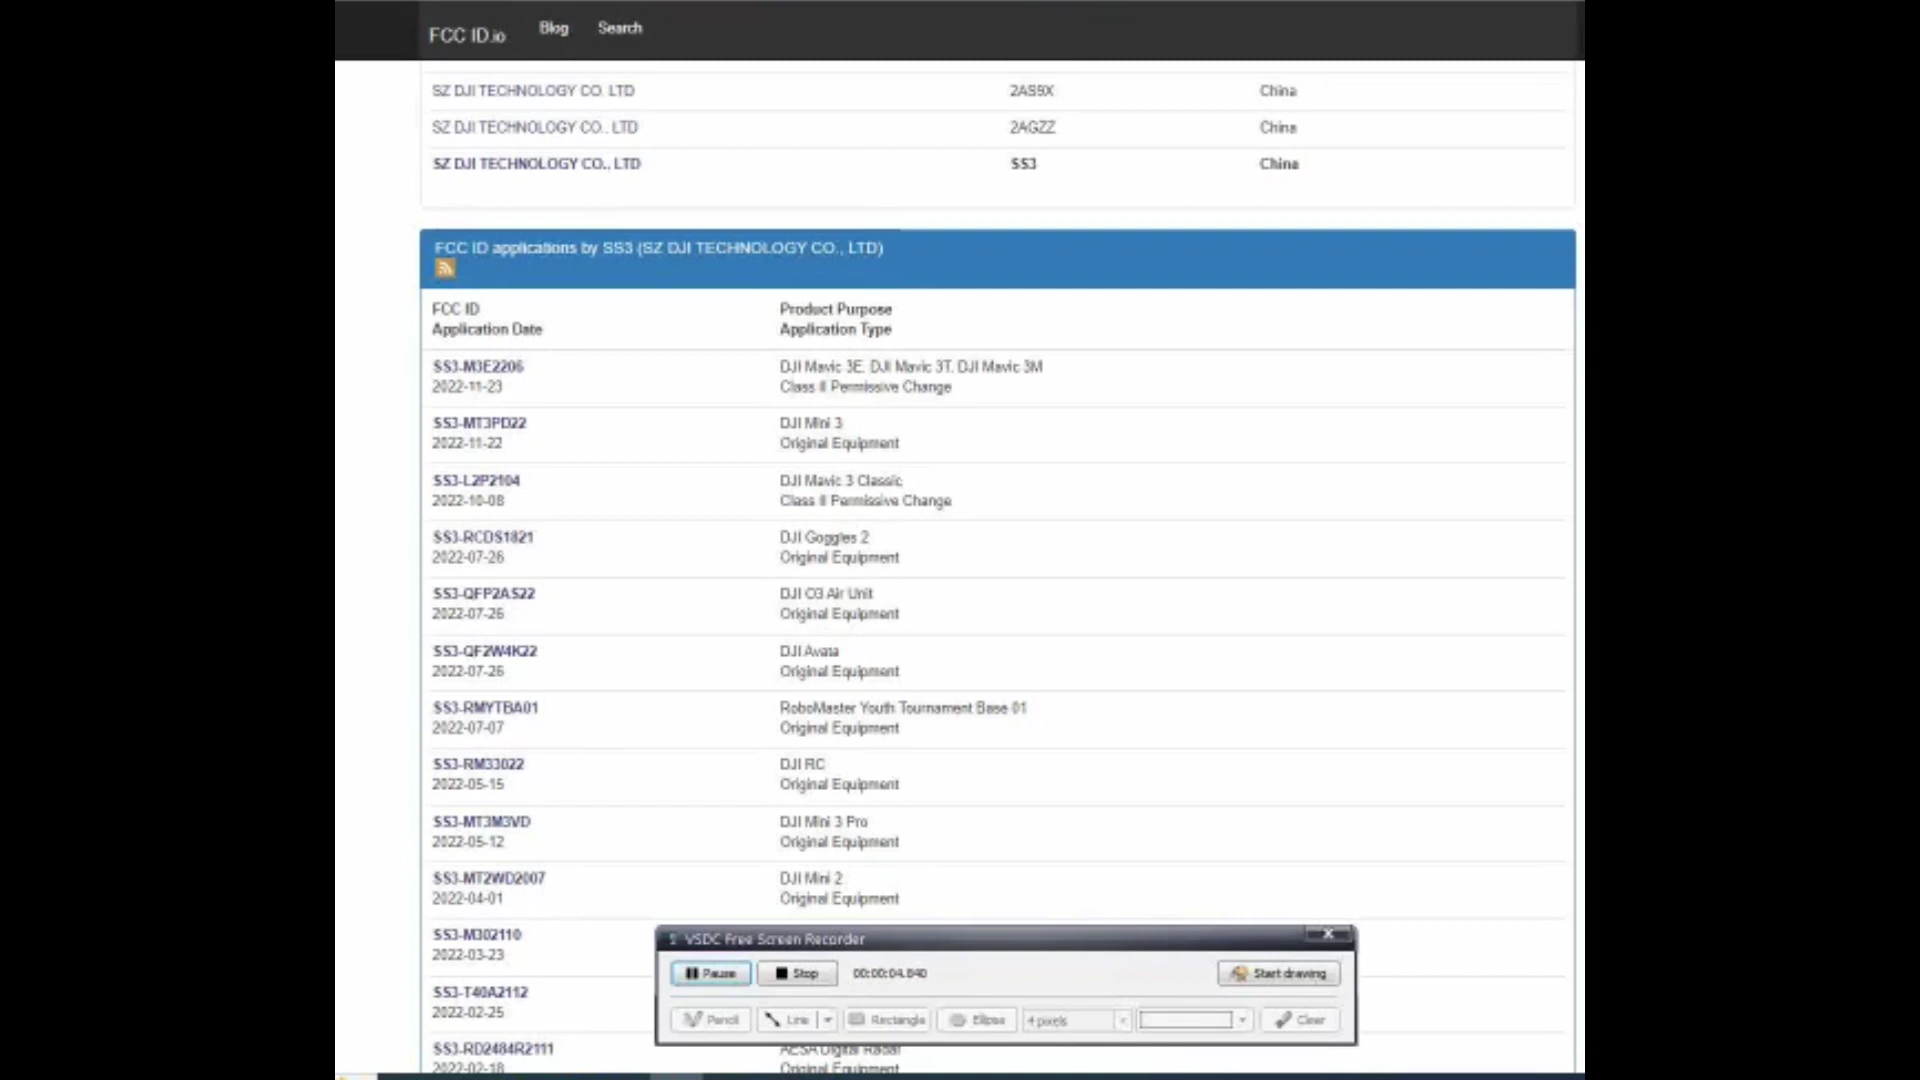 FCC ID.io
Blog
Search
SZ DJI TECHNOLOGY CO. LTD 2AS9X China
SZ DJI TECHNOLOGY CO., LTD 2AGZZ China
SZ DJI TECHNOLOGY CO., LTD SS3 China
FCC ID applications by SS3 (SZ DJI TECHNOLOGY CO., LTD)
FCC ID Product Purpose
Application Date Application Type
SS3-M3E2206 DJI Mavic 3E, DJI Mavic 3T, DJI Mavic 3M
2022-11-23 Class II Permissive Change
SS3-MT3PD22 DJI Mini 3
2022-11-22 Original Equipment
SS3-L2P2104 DJI Mavic 3 Classic
2022-10-08 Class II Permissive Change
SS3-RCDS1821 DJI Goggles 2
2022-07-26 Original Equipment
SS3-QFP2AS22 DJI O3 Air Unit
2022-07-26 Original Equipment
SS3-QF2W4K22 DJI Avata
2022-07-26 Original Equipment
SS3-RMYTBA01 RoboMaster Youth Tournament Base 01
2022-07-07 Original Equipment
SS3-RM33022 DJI RC
2022-05-15 Original Equipment
SS3-MT3M3VD DJI Mini 3 Pro
2022-05-12 Original Equipment
SS3-MT2WD2007 DJI Mini 2
2022-04-01 Original Equipment
SS3-M302110
2022-03-23
SS3-T40A2112
2022-02-25
SS3-RD2484R2111 AESA Digital Radar
2022-02-18 Original Equipment
VSDC Free Screen Recorder
Pause Stop 00:00:04.840 Start drawing
Pencil Line Rectangle Ellipse 4 pixels Clear